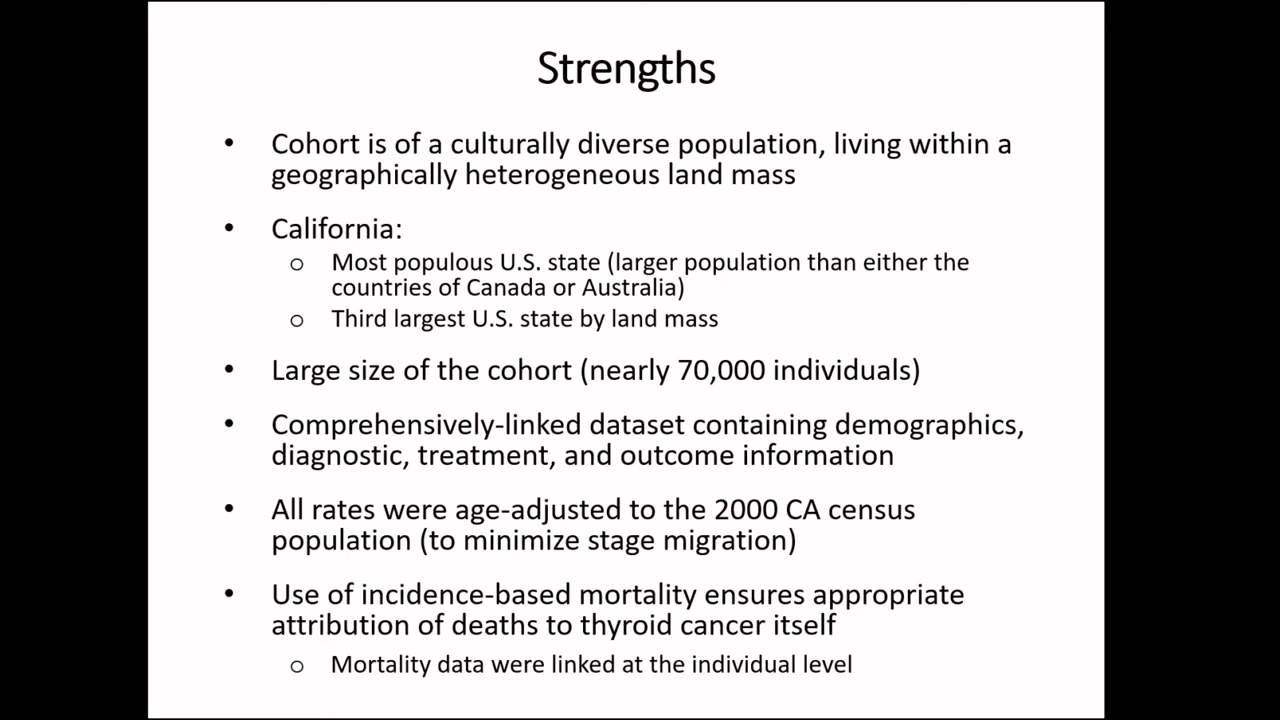 Strengths
• Cohort is of a culturally diverse population, living within a
geographically heterogeneous land mass
• California:
o Most populous U.S. state (larger population than either the
countries of Canada or Australia)
o Third largest U.S. state by land mass
• Large size of the cohort (nearly 70,000 individuals)
• Comprehensively-linked dataset containing demographics,
diagnostic, treatment, and outcome information
• All rates were age-adjusted to the 2000 CA census
population (to minimize stage migration)
• Use of incidence-based mortality ensures appropriate
attribution of deaths to thyroid cancer itself
o Mortality data were linked at the individual level